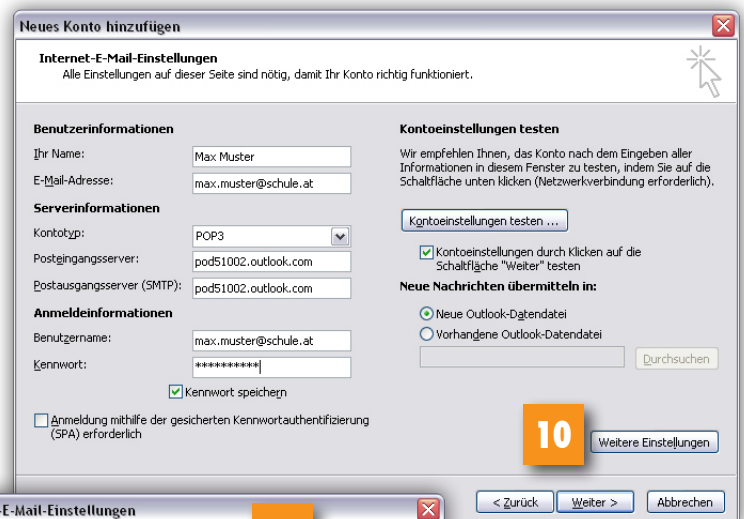 Neues Konto hinzufügen
Internet-E-Mail-Einstellungen
Alle Einstellungen auf dieser Seite sind nötig, damit Ihr Konto richtig funktioniert.
Benutzerinformationen
Ihr Name:
Max Muster
E-Mail-Adresse:
max.muster@schule.at
Serverinformationen
Kontotyp:
POP3
Posteingangsserver:
pod51002.outlook.com
Postausgangsserver (SMTP):
pod51002.outlook.com
Anmeldeinformationen
Benutzername:
max.muster@schule.at
Kennwort:
**********
Kennwort speichern
Anmeldung mithilfe der gesicherten Kennwortauthentifizierung
(SPA) erforderlich
Kontoeinstellungen testen
Wir empfehlen Ihnen, das Konto nach dem Eingeben aller
Informationen in diesem Fenster zu testen, indem Sie auf die
Schaltfläche unten klicken (Netzwerkverbindung erforderlich).
Kontoeinstellungen testen ...
Kontoeinstellungen durch Klicken auf die
Schaltfläche "Weiter" testen
Neue Nachrichten übermitteln in:
Neue Outlook-Datendatei
Vorhandene Outlook-Datendatei
Durchsuchen
10
Weitere Einstellungen
< Zurück
Weiter >
Abbrechen
-E-Mail-Einstellungen